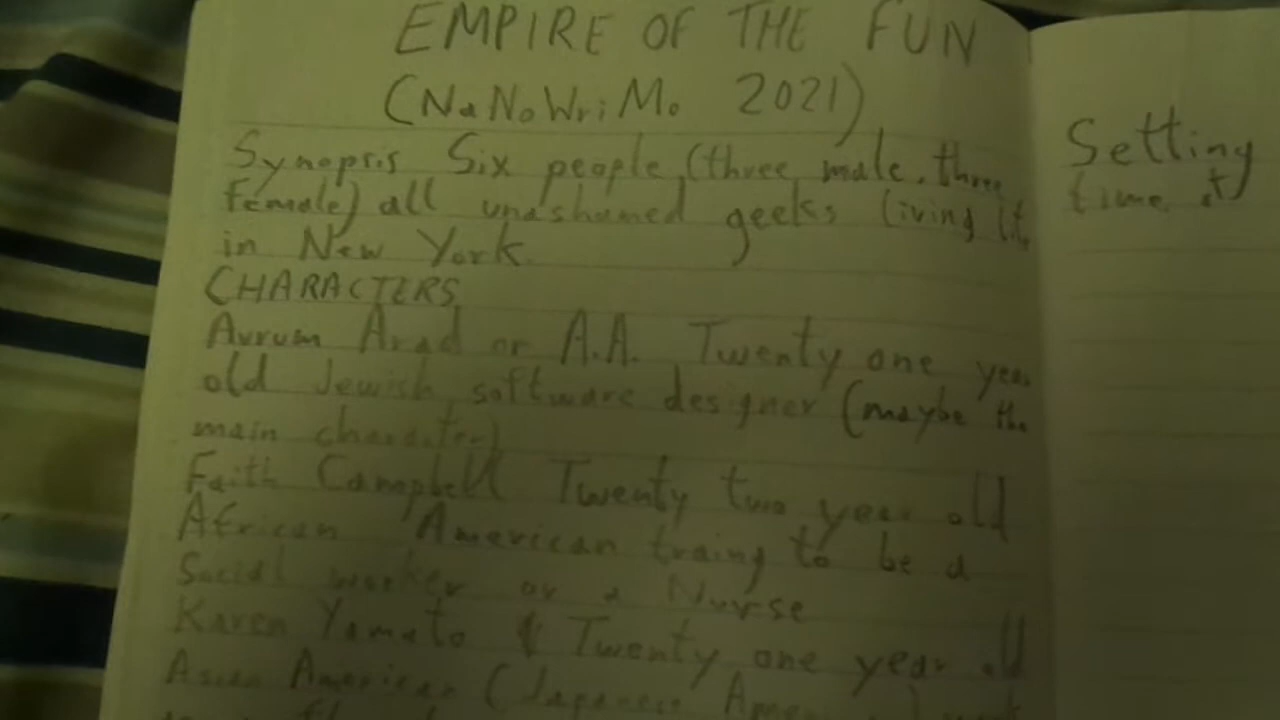 EMPIRE OF THE FUN
(NaNoWriMo 2021)
Synopsis Six people (three male, three
female) all unashamed geeks living
in New York.
CHARACTERS
Avrum Arad or A.A. Twenty one year
old Jewish software designer (maybe the
main character)
Faith Campbell Twenty two year old
African American traing to be a
Social worker or a Nurse
Karen Yamato Twenty one year old
Asian American (Japanese American)
Setting
time